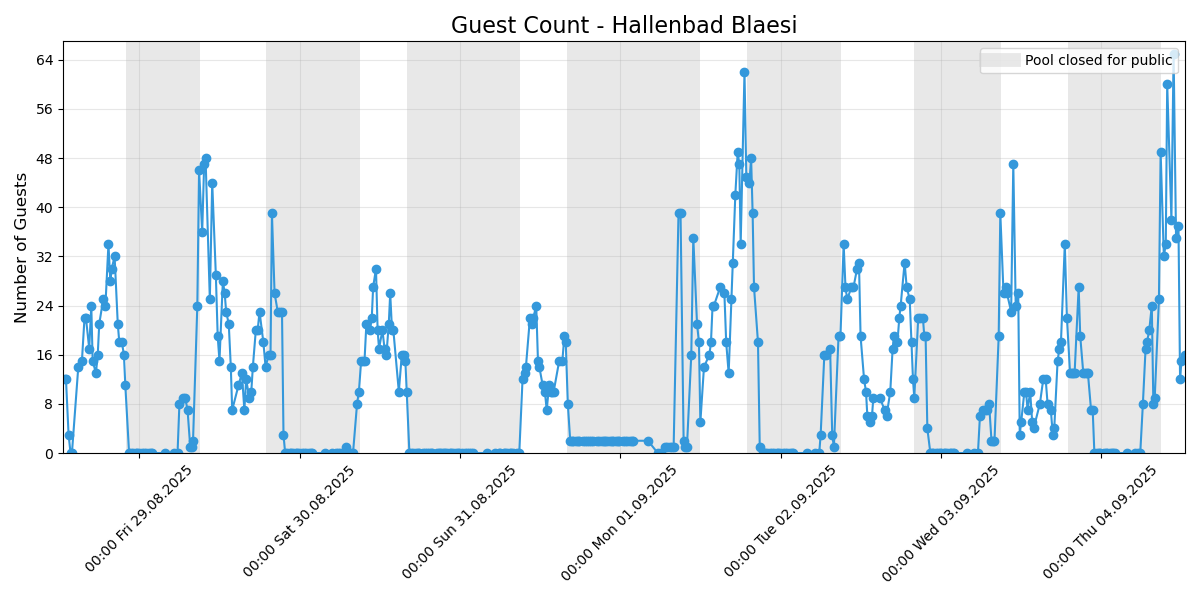 Guest Count - Hallenbad Blaesi
Pool closed for public
Number of Guests
64
56
48
40
32
24
16
8
0
00:00 Fri 29.08.2025
00:00 Sat 30.08.2025
00:00 Sun 31.08.2025
00:00 Mon 01.09.2025
00:00 Tue 02.09.2025
00:00 Wed 03.09.2025
00:00 Thu 04.09.2025